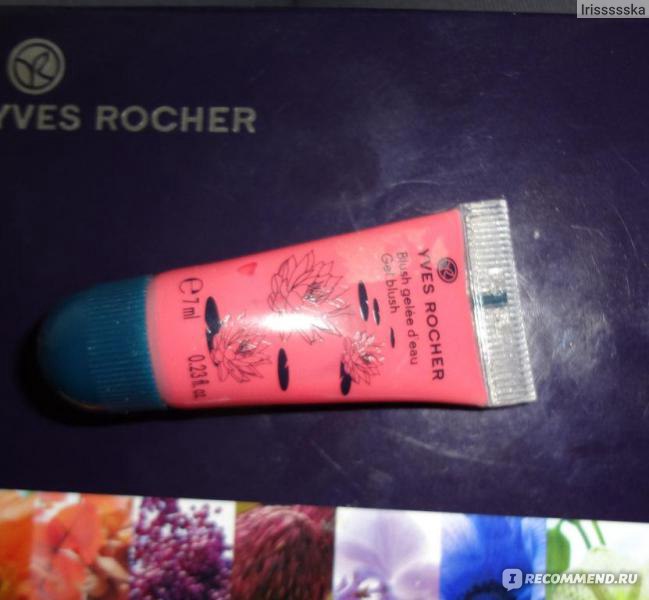 Irissssska
YVES ROCHER
YVES ROCHER
Blush gelée d'eau
Gel blush
℮ 7 ml 0.23 fl. oz.
I RECOMMEND.RU